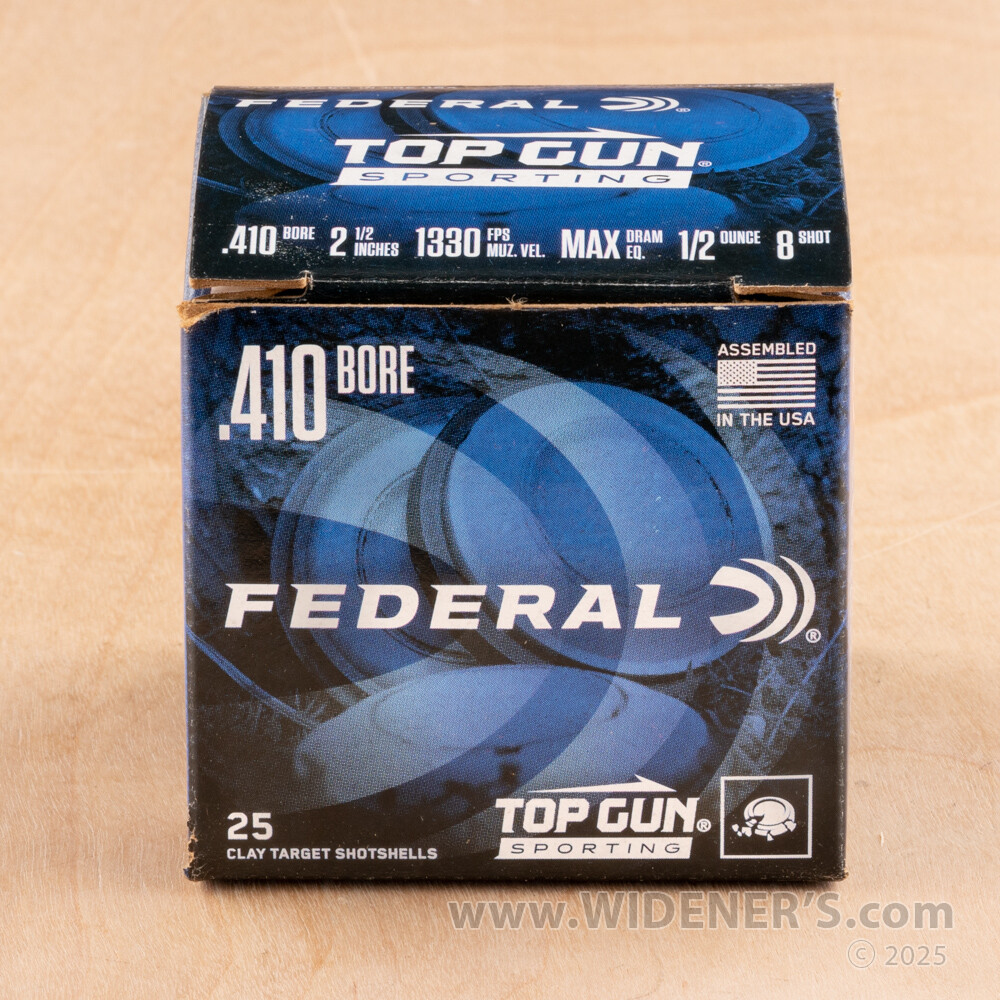 FEDERAL ®
TOP GUN®
SPORTING
.410 BORE 2 1/2 INCHES 1330 FPS MUZ. VEL. MAX DRAM EQ. 1/2 OUNCE 8 SHOT
.410 BORE
ASSEMBLED
IN THE USA
FEDERAL ®
25
CLAY TARGET SHOTSHELLS
TOP GUN®
SPORTING
www.WIDENER'S.com
© 2025